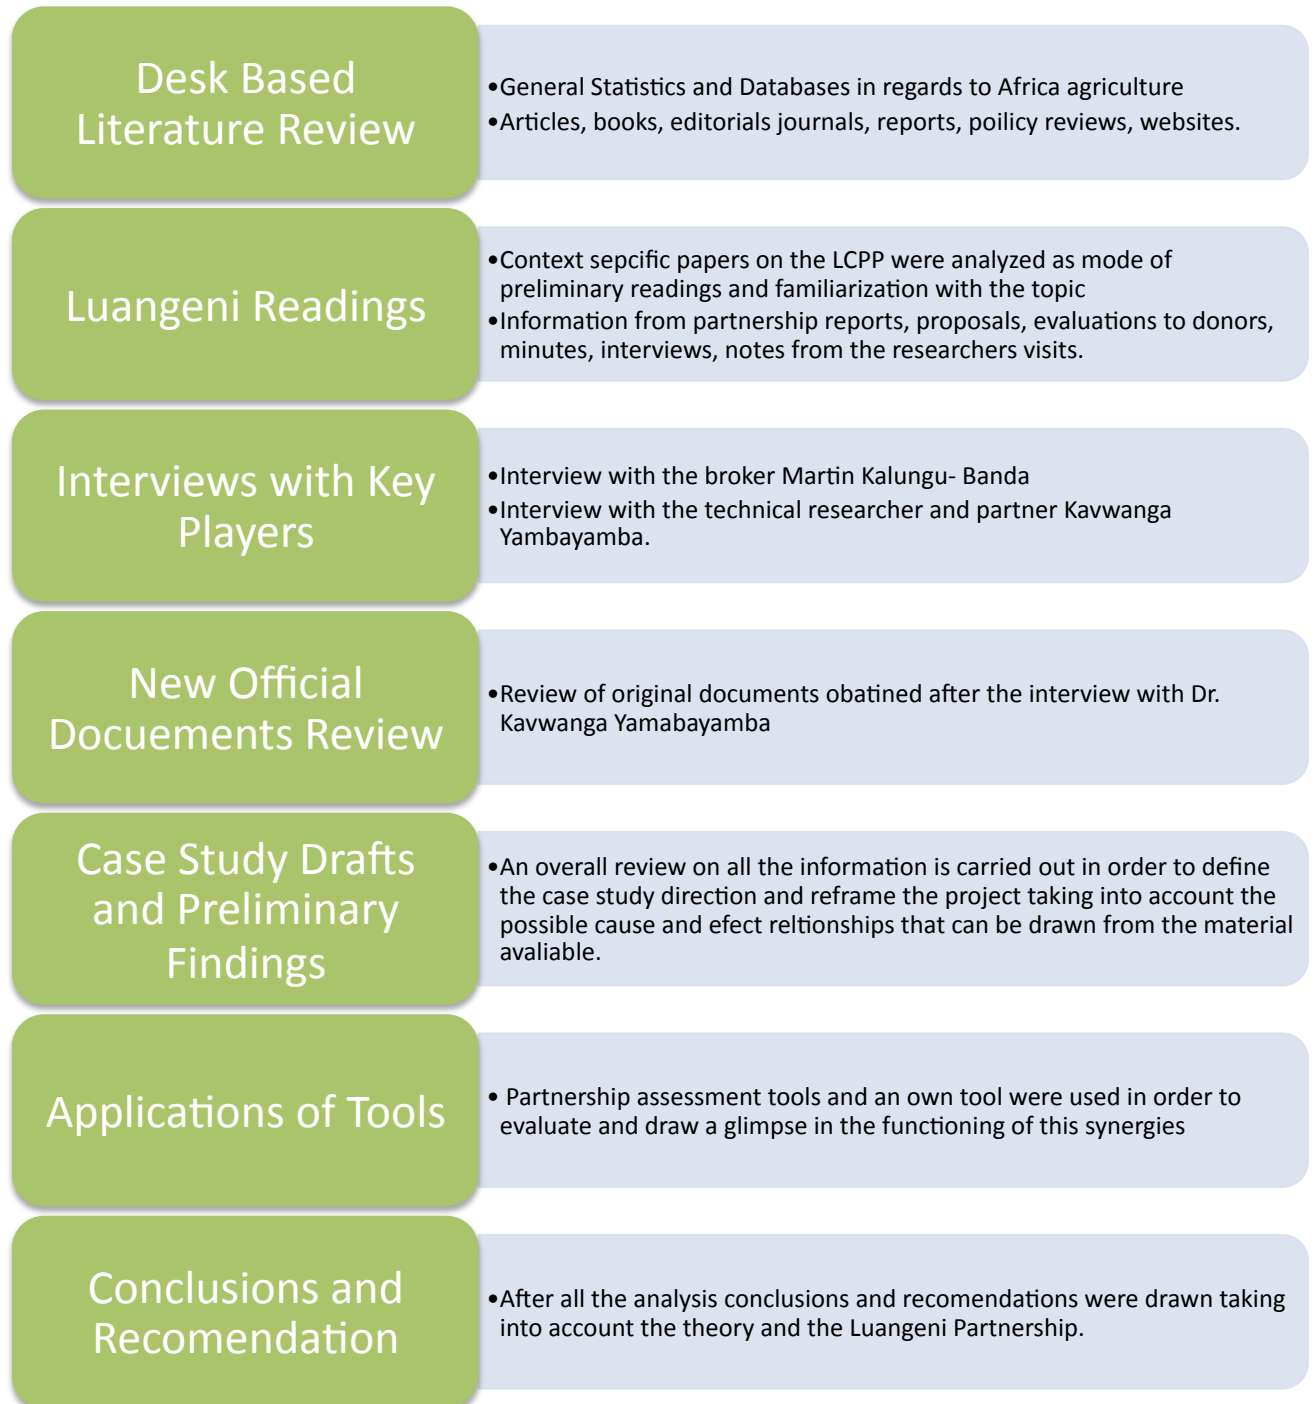 Desk Based
Literature Review
•General Statistics and Databases in regards to Africa agriculture
•Articles, books, editorials journals, reports, poilicy reviews, websites.
Luangeni Readings
•Context sepcific papers on the LCPP were analyzed as mode of
preliminary readings and familiarization with the topic
•Information from partnership reports, proposals, evaluations to donors,
minutes, interviews, notes from the researchers visits.
Interviews with Key
Players
•Interview with the broker Martin Kalungu- Banda
•Interview with the technical researcher and partner Kavwanga
Yambayamba.
New Official
Docuements Review
•Review of original documents obatined after the interview with Dr.
Kavwanga Yamabayamba
Case Study Drafts
and Preliminary
Findings
•An overall review on all the information is carried out in order to define
the case study direction and reframe the project taking into account the
possible cause and efect reltionships that can be drawn from the material
avaliable.
Applications of Tools
• Partnership assessment tools and an own tool were used in order to
evaluate and draw a glimpse in the functioning of this synergies
Conclusions and
Recomendation
•After all the analysis conclusions and recomendations were drawn taking
into account the theory and the Luangeni Partnership.